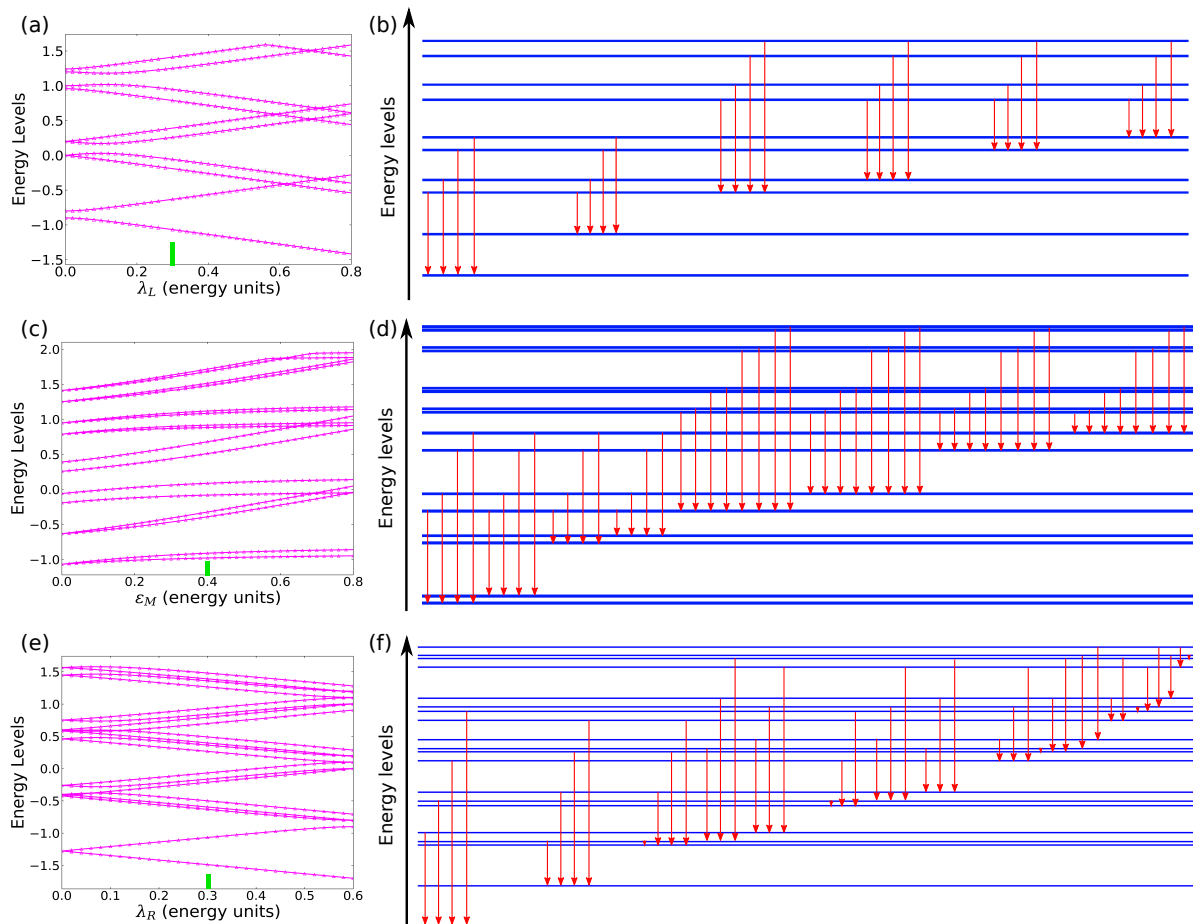 (a)
Energy Levels
1.5
1.0
0.5
0.0
−0.5
−1.0
−1.5
0.0 0.2 0.4 0.6 0.8
λ_L (energy units)
(b)
Energy levels
(c)
Energy Levels
2.0
1.5
1.0
0.5
0.0
−0.5
−1.0
0.0 0.2 0.4 0.6 0.8
ε_M (energy units)
(d)
Energy levels
(e)
Energy Levels
1.5
1.0
0.5
0.0
−0.5
−1.0
−1.5
0.0 0.1 0.2 0.3 0.4 0.5 0.6
λ_R (energy units)
(f)
Energy levels